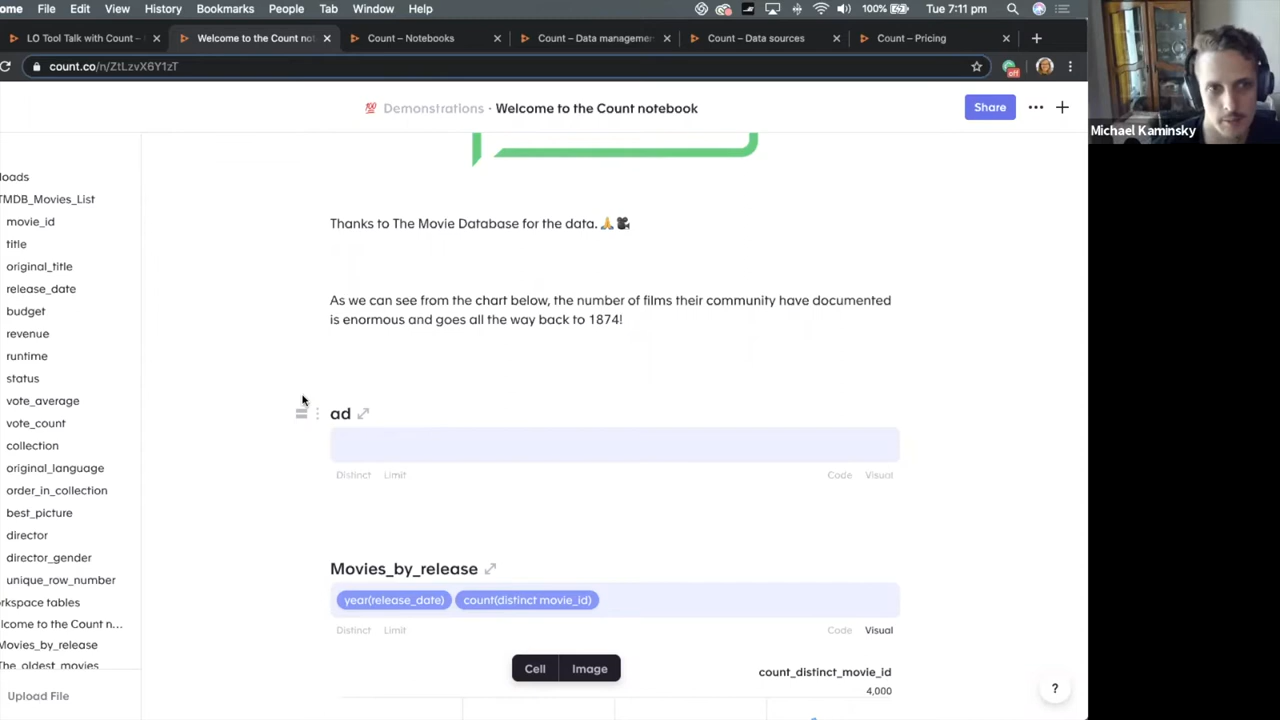 ome File Edit View History Bookmarks People Tab Window Help 100% Tue 7:11 pm
LO Tool Talk with Count – Welcome to the Count not Count – Notebooks Count – Data manageme Count – Data sources Count – Pricing
count.co/n/ZtLzvX6Y1zT off
💯 Demonstrations · Welcome to the Count notebook Share
Michael Kaminsky
loads
TMDB_Movies_List
movie_id
title
original_title
release_date
budget
revenue
runtime
status
vote_average
vote_count
collection
original_language
order_in_collection
best_picture
director
director_gender
unique_row_number
rkspace tables
lcome to the Count n...
Movies_by_release
The_oldest_movies
Upload File
Thanks to The Movie Database for the data. 🙏🎥
As we can see from the chart below, the number of films their community have documented
is enormous and goes all the way back to 1874!
ad
Distinct Limit Code Visual
Movies_by_release
year(release_date) count(distinct movie_id)
Distinct Limit Code Visual
Cell Image
count_distinct_movie_id
4,000
?